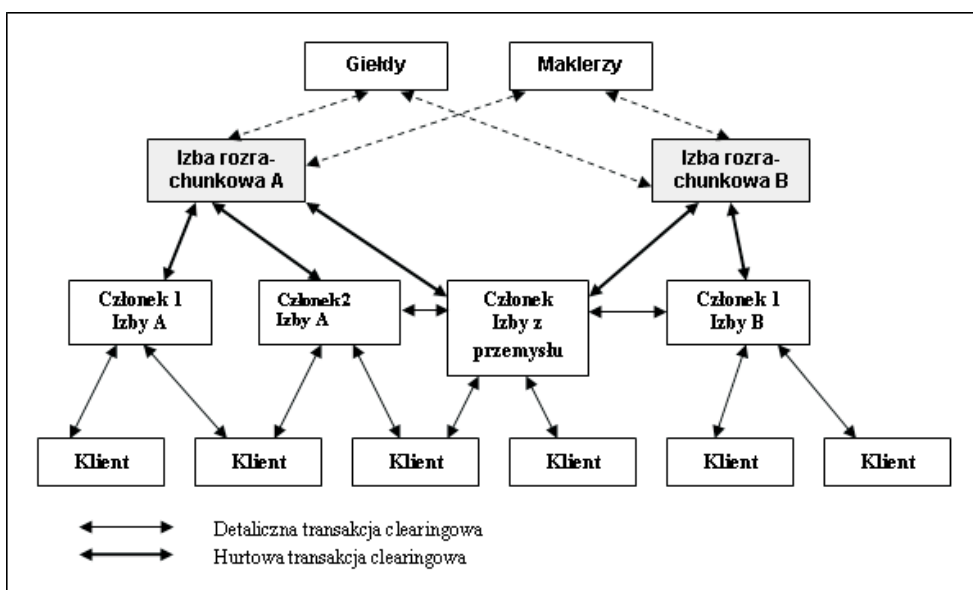 Giełdy
Maklerzy
Izba rozra-
chunkowa A
Izba rozra-
chunkowa B
Członek 1
Izby A
Członek2
Izby A
Członek
Izby z
przemysłu
Członek 1
Izby B
Klient
Klient
Klient
Klient
Klient
Klient
Detaliczna transakcja clearingowa
Hurtowa transakcja clearingowa